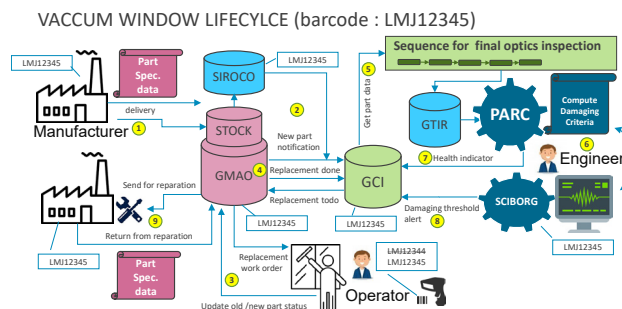 VACCUM WINDOW LIFECYLCE (barcode : LMJ12345)
LMJ12345
Part
Spec.
data
delivery
Manufacturer
1
SIROCO
LMJ12345
STOCK
GMAO
LMJ12345
2
New part
notification
4
Replacement done
Replacement todo
GCI
LMJ12345
5
Get part data
Sequence for final optics inspection
GTIR
PARC
Compute
Damaging
Criteria
6
Engineer
7
Health indicator
SCIBORG
LMJ12345
Damaging threshold
alert
8
Send for reparation
9
LMJ12345
Return from reparation
Part
Spec.
data
Replacement
work order
3
Update old /new part status
LMJ12344
LMJ12345
Operator